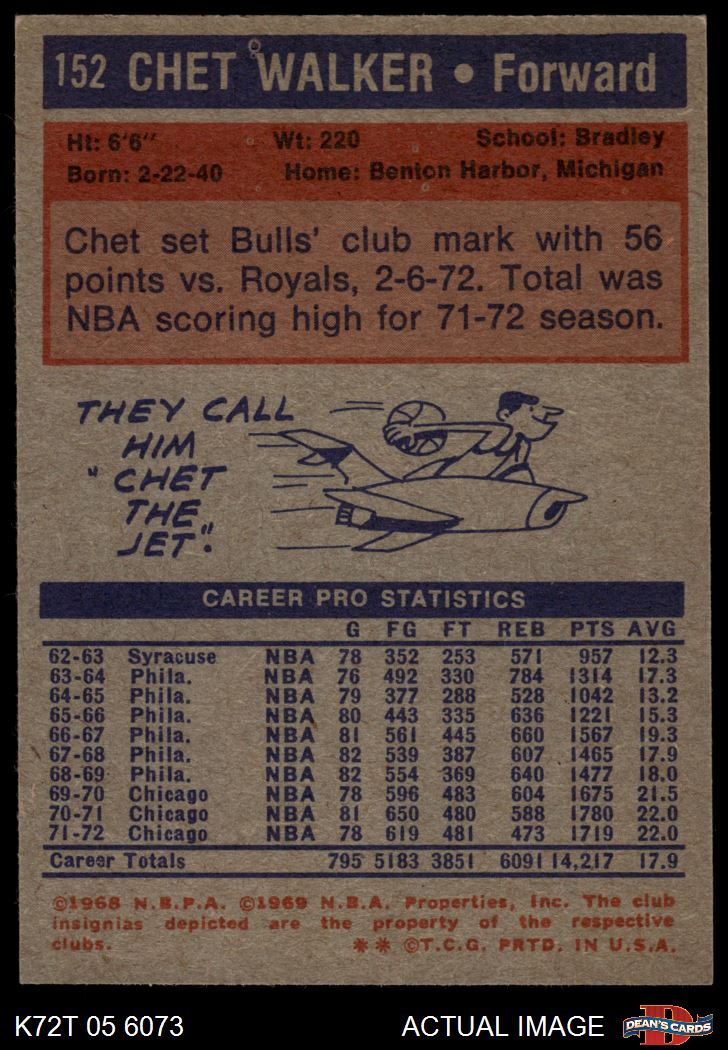 152 CHET WALKER • Forward
Ht: 6'6" Wt: 220 School: Bradley
Born: 2-22-40 Home: Benton Harbor, Michigan
Chet set Bulls' club mark with 56
points vs. Royals, 2-6-72. Total was
NBA scoring high for 71-72 season.
THEY CALL
HIM
"CHET
THE
JET".
CAREER PRO STATISTICS
G FG FT REB PTS AVG
62-63 Syracuse NBA 78 352 253 571 957 12.3
63-64 Phila. NBA 76 492 330 784 1314 17.3
64-65 Phila. NBA 79 377 288 528 1042 13.2
65-66 Phila. NBA 80 443 335 636 1221 15.3
66-67 Phila. NBA 81 561 445 660 1567 19.3
67-68 Phila. NBA 82 539 387 607 1465 17.9
68-69 Phila. NBA 82 554 369 640 1477 18.0
69-70 Chicago NBA 78 596 483 604 1675 21.5
70-71 Chicago NBA 81 650 480 588 1780 22.0
71-72 Chicago NBA 78 619 481 473 1719 22.0
Career Totals 795 5183 3851 6091 14,217 17.9
©1968 N.B.P.A. ©1969 N.B.A. Properties, Inc. The club
insignias depicted are the property of the respective
clubs. ** ©T.C.G. PRTD. IN U.S.A.
K72T 05 6073 ACTUAL IMAGE D DEAN'S CARDS